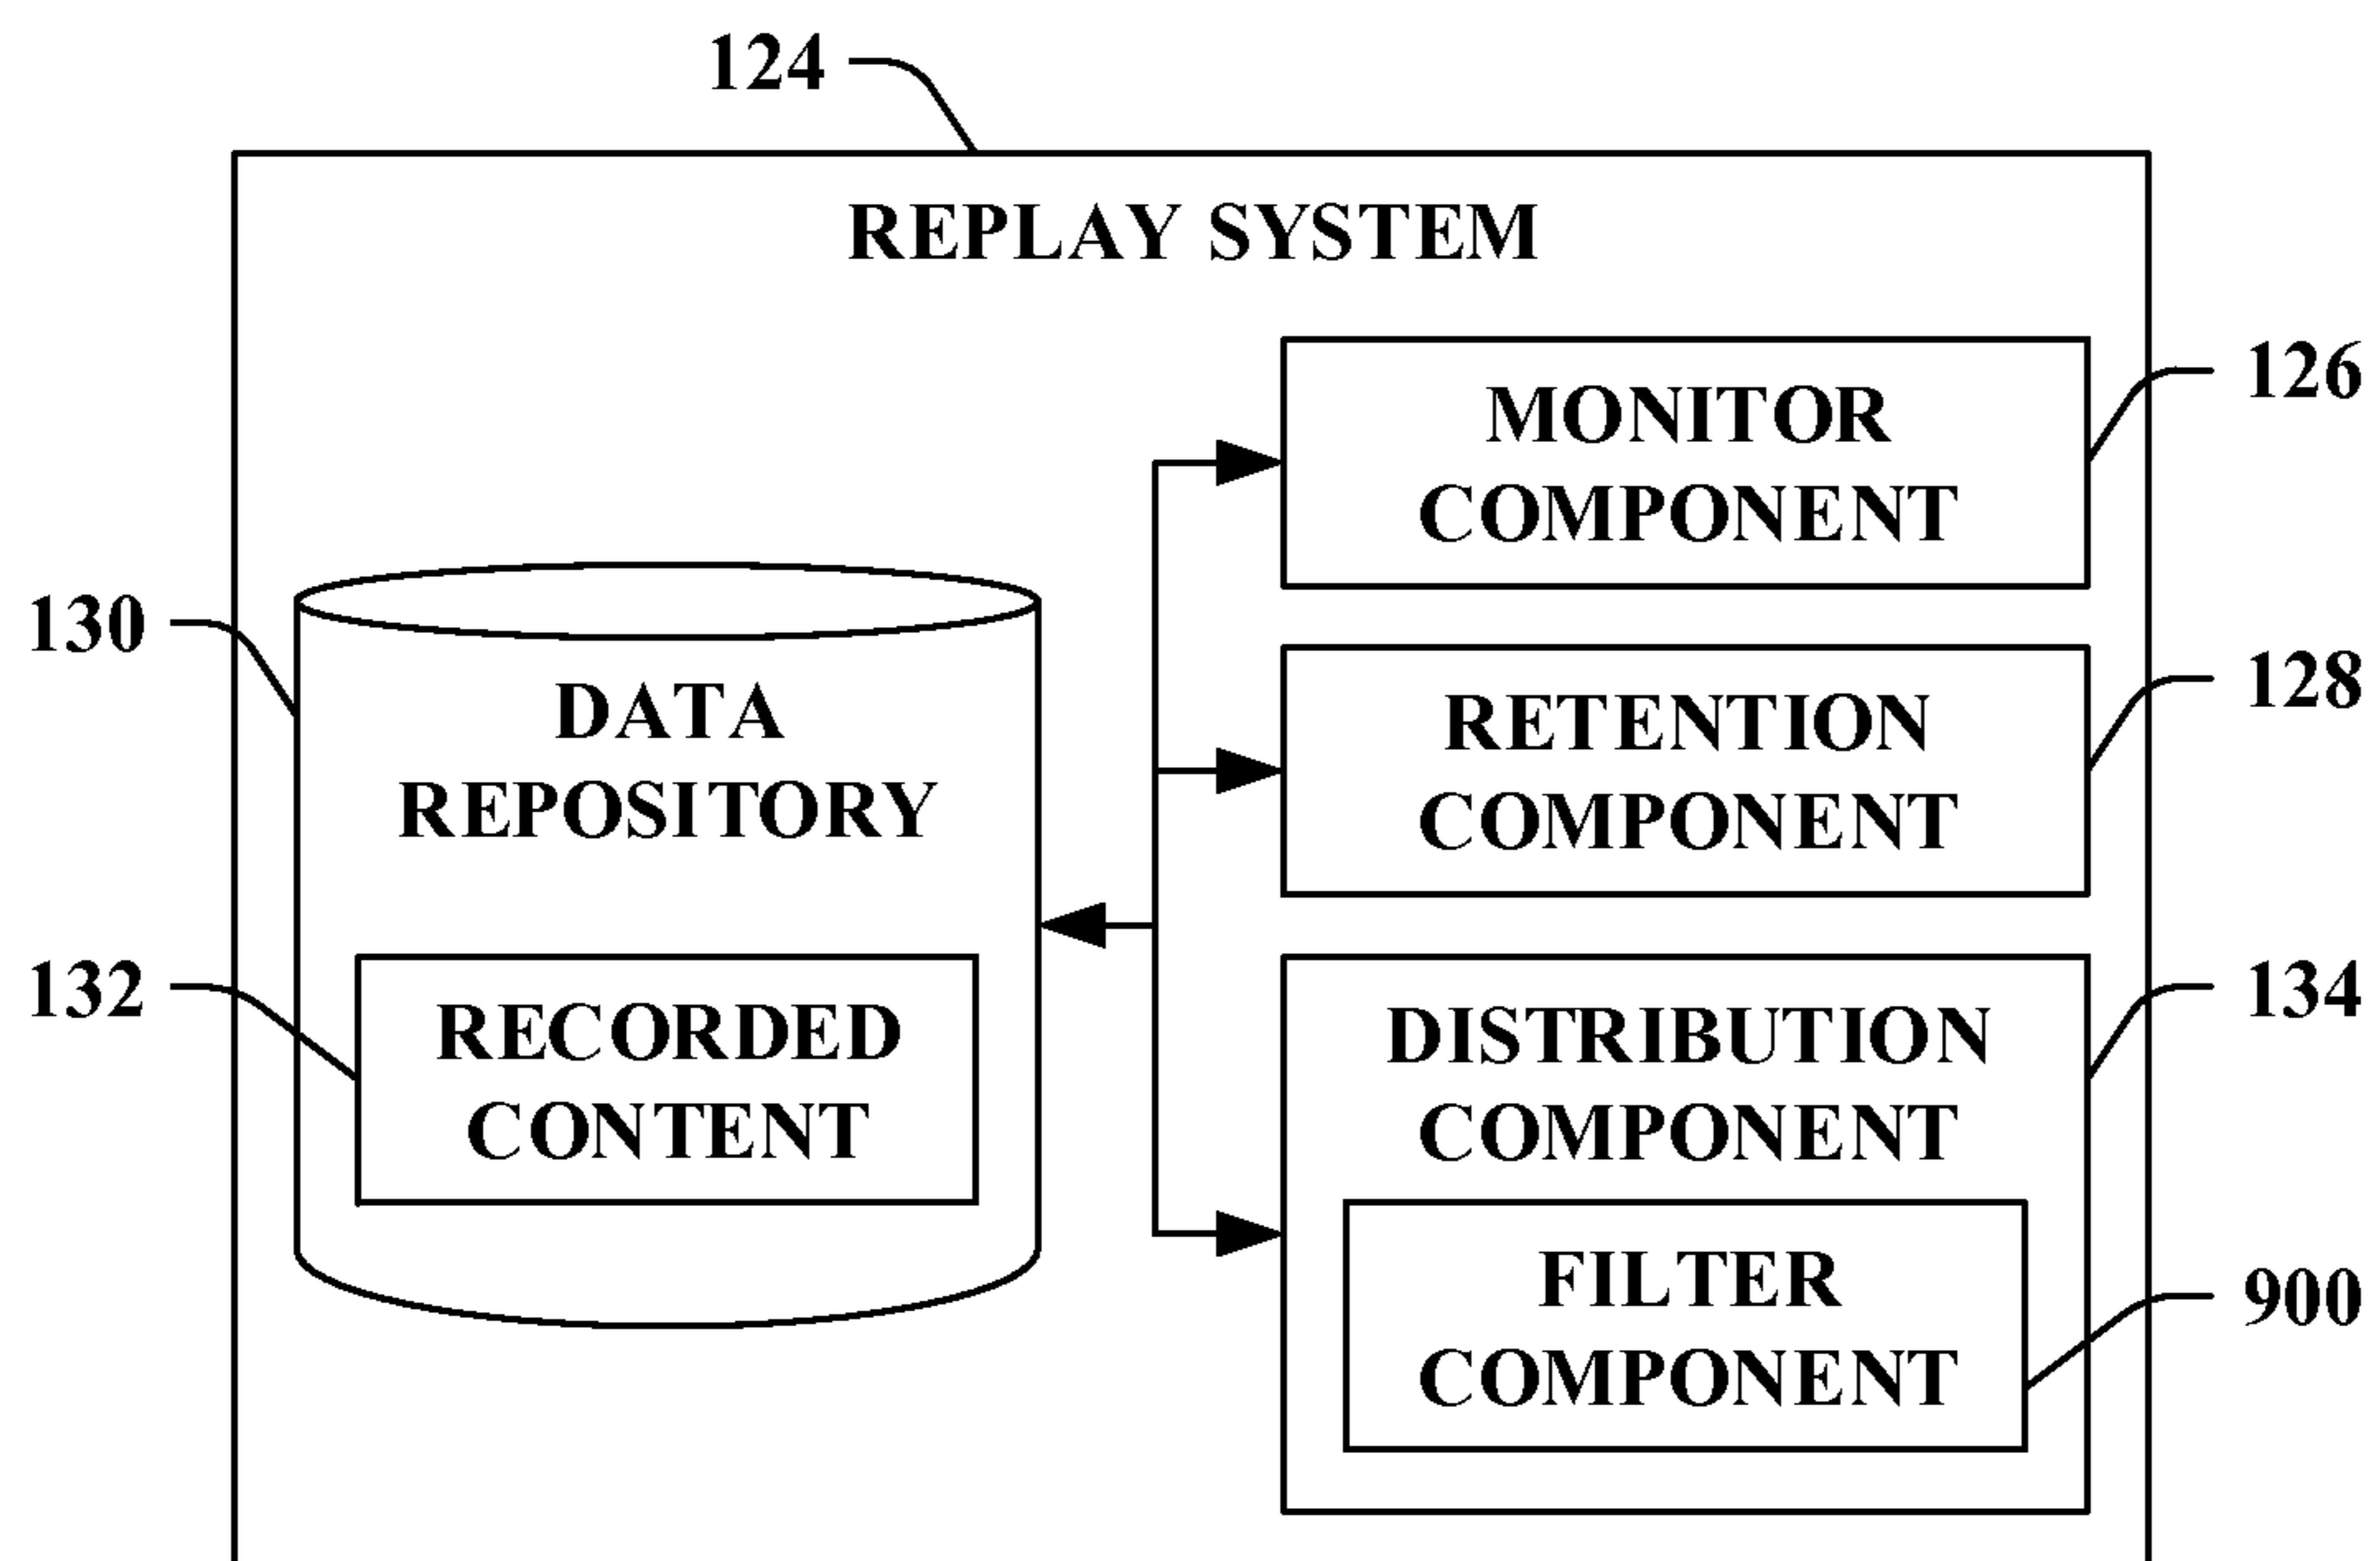 124
REPLAY SYSTEM
MONITOR
COMPONENT
126
130
DATA
REPOSITORY
RETENTION
COMPONENT
128
132
RECORDED
CONTENT
DISTRIBUTION
COMPONENT
134
FILTER
COMPONENT
900